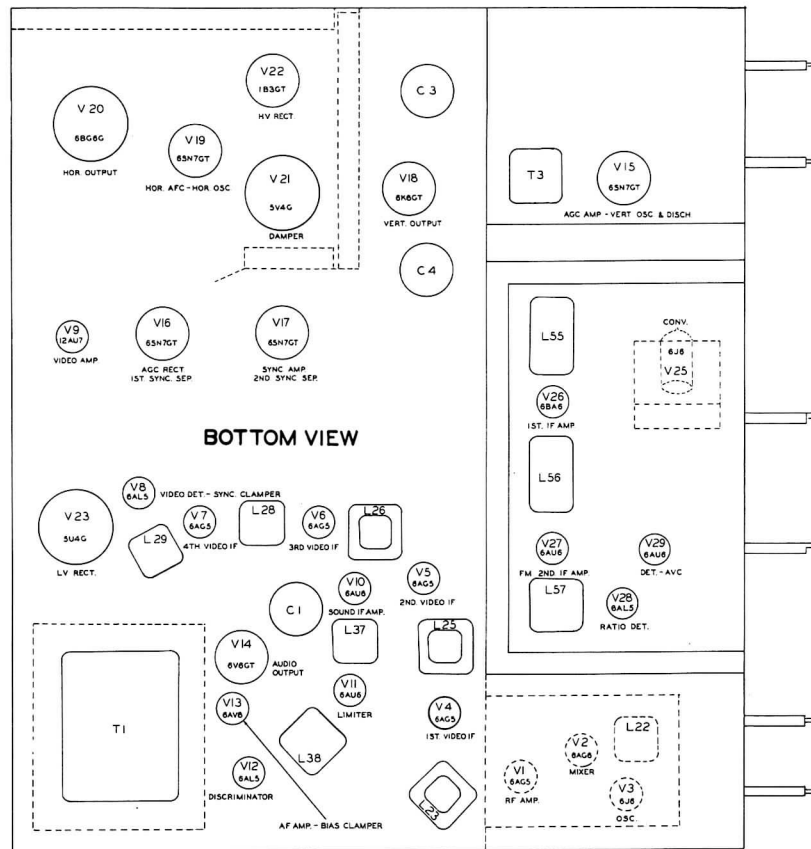 V 22
1B3GT
HV RECT.
V 20
6BG6G
HOR OUTPUT
V19
6SN7GT
HOR. AFC-HOR OSC
V 21
5V4G
DAMPER
C 3
V18
6K6GT
VERT. OUTPUT
C 4
T3
V15
6SN7GT
AGC AMP - VERT OSC & DISCH
V9
12AU7
VIDEO AMP
V16
6SN7GT
AGC RECT
1ST SYNC. SEP
V17
6SN7GT
SYNC AMP
2ND SYNC SEP.
L55
CONV.
6J6
V25
V26
6BA6
1ST. IF AMP
L56
BOTTOM VIEW
V8
6AL5
VIDEO DET.- SYNC. CLAMPER
V23
5U4G
LV RECT.
L29
V7
6AG5
4TH VIDEO IF
L28
V6
6AG5
3RD VIDEO IF
L26
V27
6AU6
FM 2ND. IF AMP.
V29
6AU6
DET.-AVC
L57
V28
6AL5
RATIO DET.
V10
6AU6
SOUND IF AMP.
V5
6AG5
2ND. VIDEO IF
C1
L37
L25
V14
6V6GT
AUDIO
OUTPUT
V11
6AU6
LIMITER
V13
6AV6
T1
L38
V12
6AL5
DISCRIMINATOR
AF AMP.- BIAS CLAMPER
V4
6AG5
1ST. VIDEO IF
L23
V1
6AG5
RF AMP.
V2
6AG5
MIXER
L22
V3
6J6
OSC.